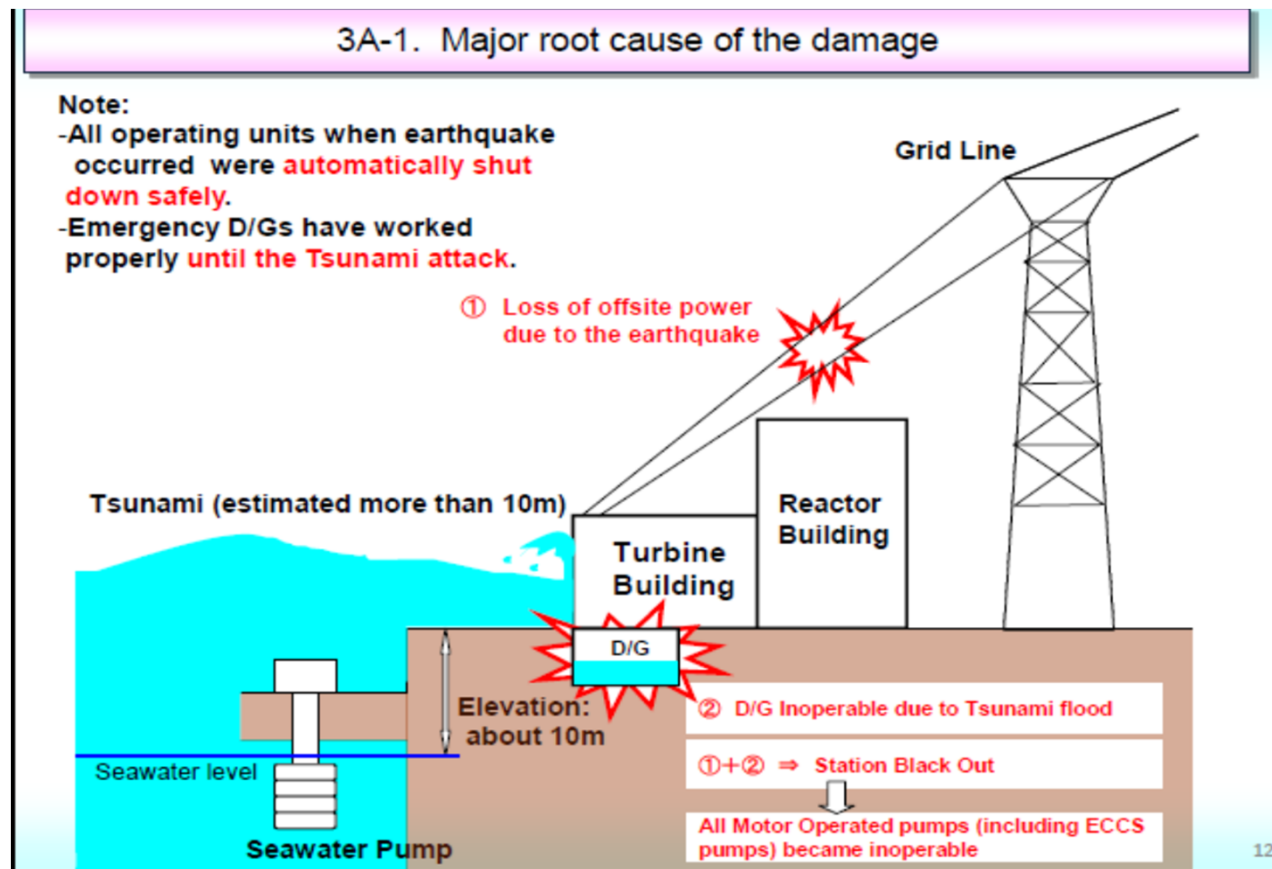 3A-1. Major root cause of the damage
Note:
-All operating units when earthquake
occurred were automatically shut
down safely.
-Emergency D/Gs have worked
properly until the Tsunami attack.
Grid Line
① Loss of offsite power
due to the earthquake
Tsunami (estimated more than 10m)
Reactor
Building
Turbine
Building
D/G
Elevation:
about 10m
② D/G Inoperable due to Tsunami flood
①+② ⇒ Station Black Out
Seawater level
All Motor Operated pumps (including ECCS
pumps) became inoperable
Seawater Pump
12